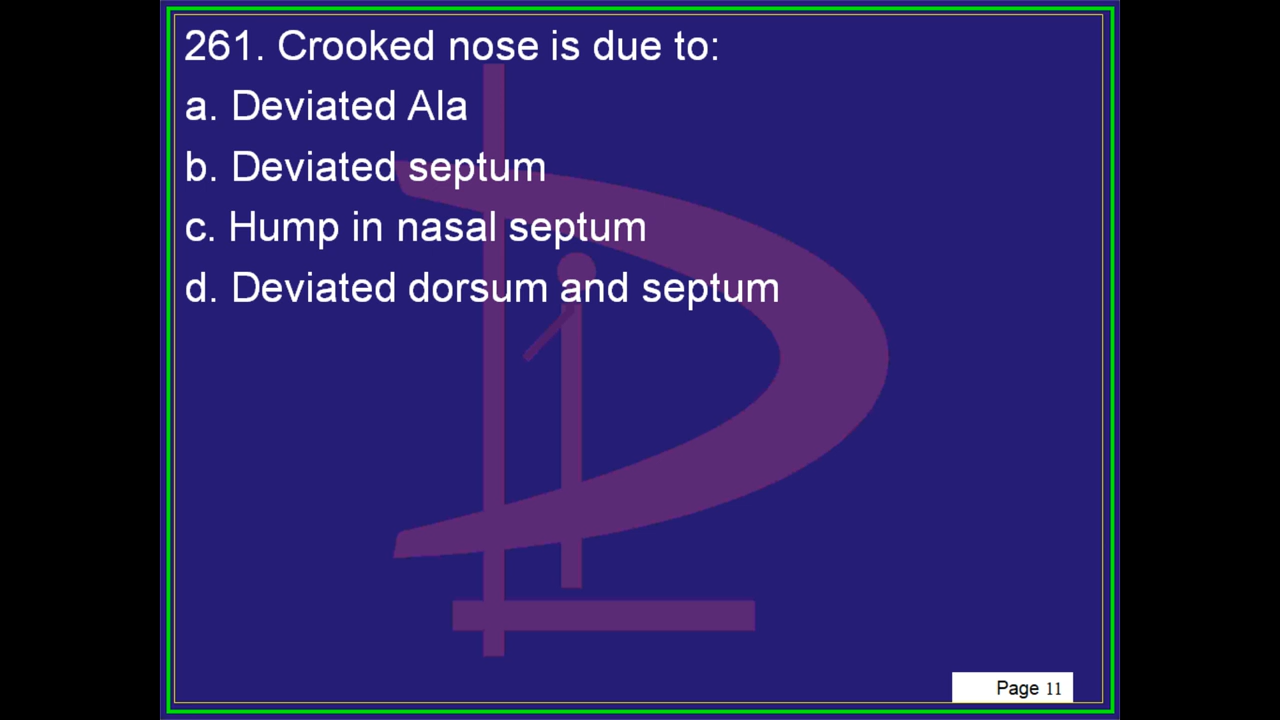 261. Crooked nose is due to:
a. Deviated Ala
b. Deviated septum
c. Hump in nasal septum
d. Deviated dorsum and septum
Page 11